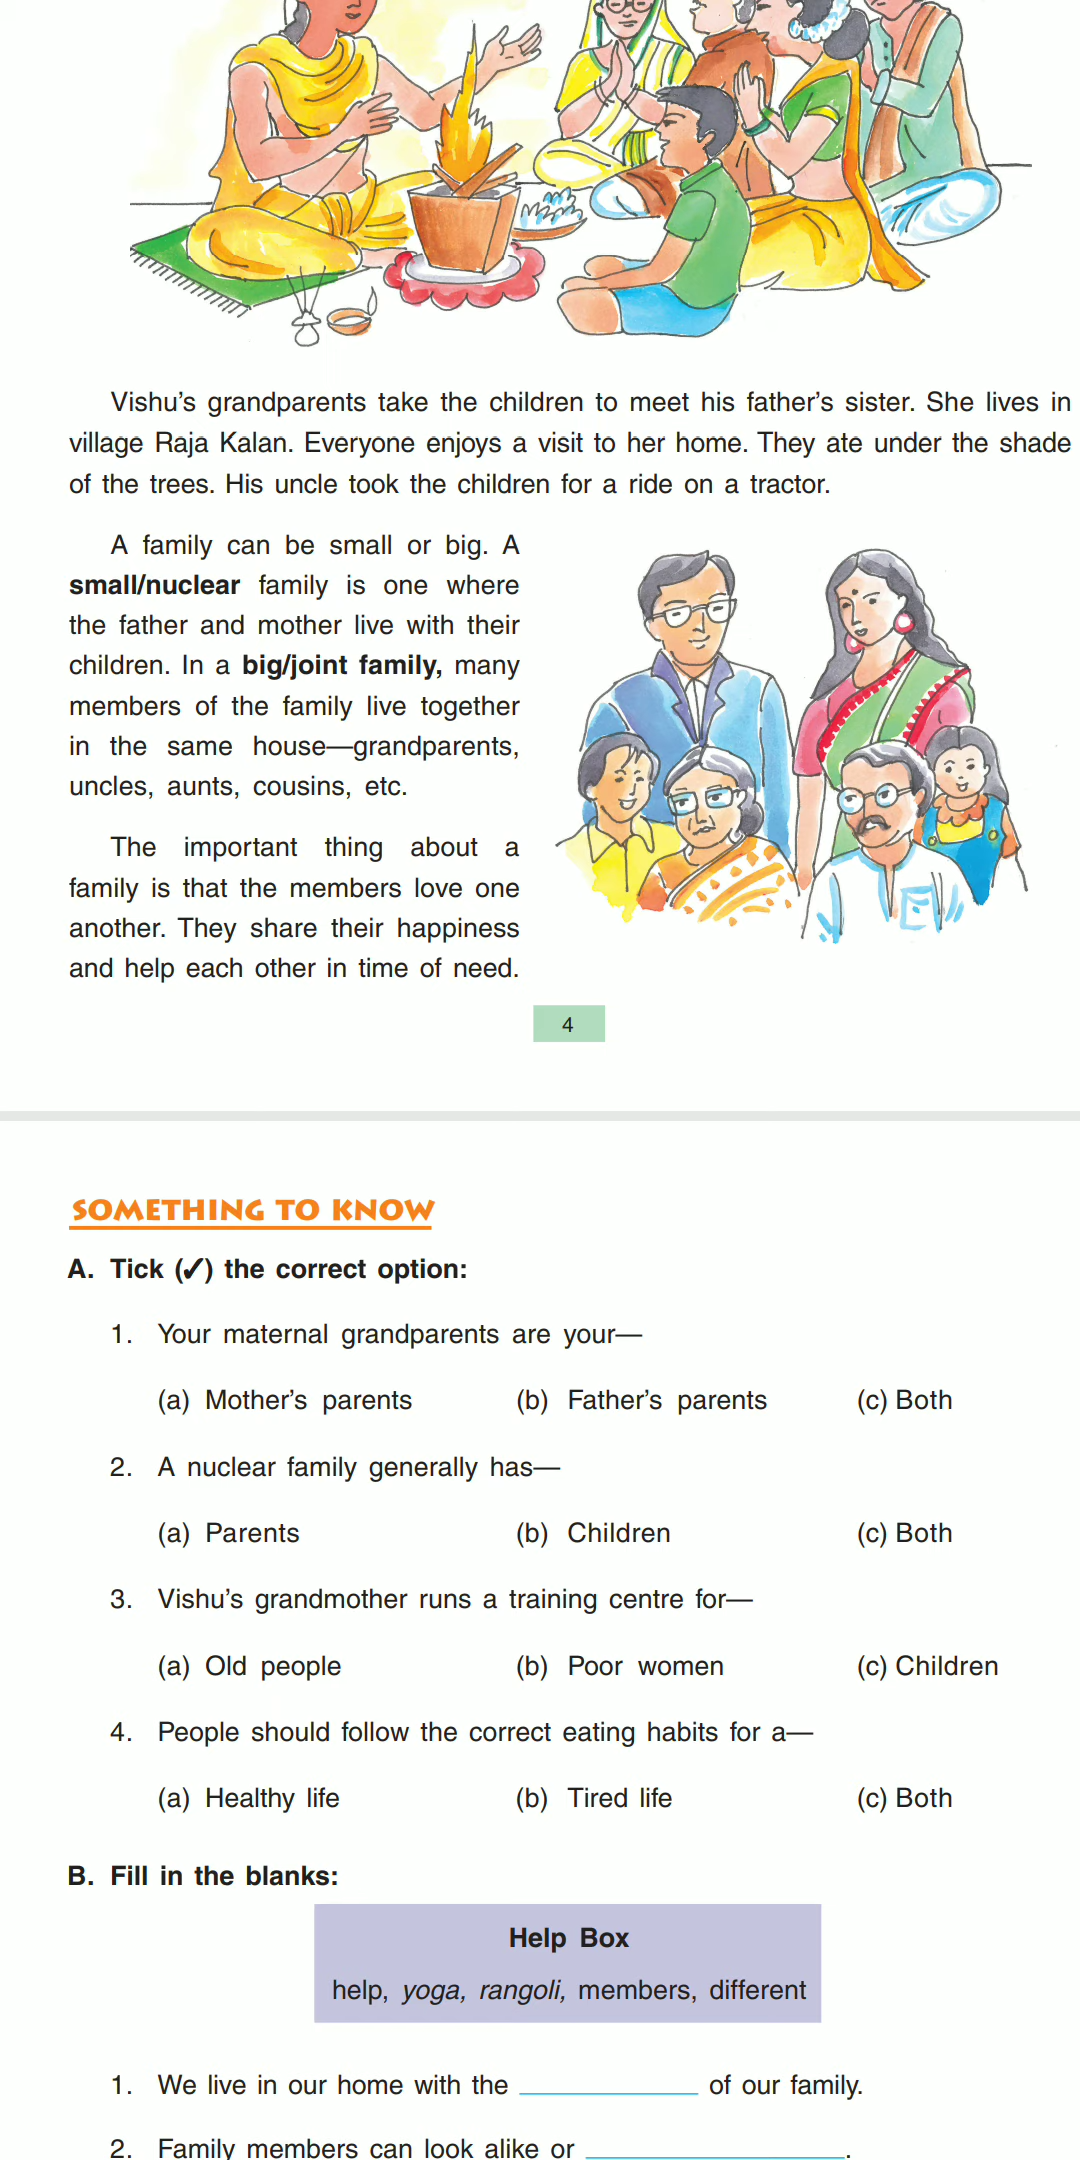 Vishu's grandparents take the children to meet his father's sister. She lives in
village Raja Kalan. Everyone enjoys a visit to her home. They ate under the shade
of the trees. His uncle took the children for a ride on a tractor.
A family can be small or big. A
small/nuclear family is one where
the father and mother live with their
children. In a big/joint family, many
members of the family live together
in the same house—grandparents,
uncles, aunts, cousins, etc.
The important thing about a
family is that the members love one
another. They share their happiness
and help each other in time of need.
4
SOMETHING TO KNOW
A. Tick (✓) the correct option:
1. Your maternal grandparents are your—
(a) Mother's parents (b) Father's parents (c) Both
2. A nuclear family generally has—
(a) Parents (b) Children (c) Both
3. Vishu's grandmother runs a training centre for—
(a) Old people (b) Poor women (c) Children
4. People should follow the correct eating habits for a—
(a) Healthy life (b) Tired life (c) Both
B. Fill in the blanks:
Help Box
help, yoga, rangoli, members, different
1. We live in our home with the ____________ of our family.
2. Family members can look alike or __________________.